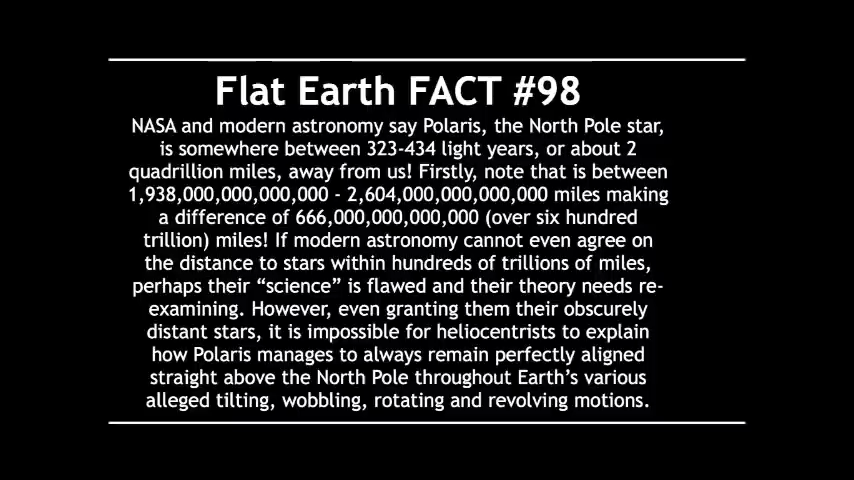 Flat Earth FACT #98
NASA and modern astronomy say Polaris, the North Pole star,
is somewhere between 323-434 light years, or about 2
quadrillion miles, away from us! Firstly, note that is between
1,938,000,000,000,000 - 2,604,000,000,000,000 miles making
a difference of 666,000,000,000,000 (over six hundred
trillion) miles! If modern astronomy cannot even agree on
the distance to stars within hundreds of trillions of miles,
perhaps their “science” is flawed and their theory needs re-
examining. However, even granting them their obscurely
distant stars, it is impossible for heliocentrists to explain
how Polaris manages to always remain perfectly aligned
straight above the North Pole throughout Earth’s various
alleged tilting, wobbling, rotating and revolving motions.